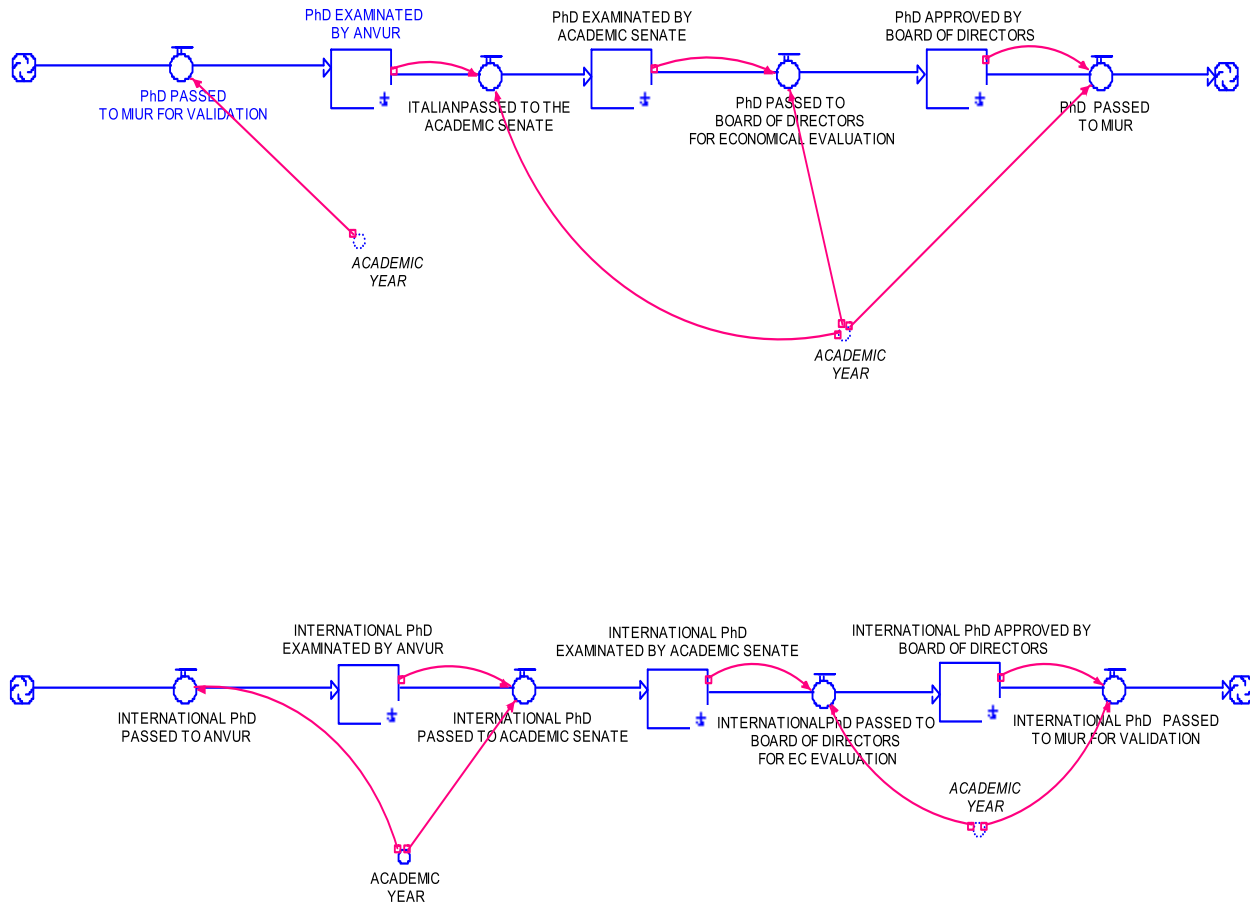 PhD EXAMINATED
BY ANVUR
PhD EXAMINATED BY
ACADEMIC SENATE
PhD APPROVED BY
BOARD OF DIRECTORS
PhD PASSED
TO MIUR FOR VALIDATION
ITALIANPASSED TO THE
ACADEMIC SENATE
PhD PASSED TO
BOARD OF DIRECTORS
FOR ECONOMICAL EVALUATION
PhD PASSED
TO MIUR
ACADEMIC
YEAR
ACADEMIC
YEAR
INTERNATIONAL PhD
EXAMINATED BY ANVUR
INTERNATIONAL PhD
EXAMINATED BY ACADEMIC SENATE
INTERNATIONAL PhD APPROVED BY
BOARD OF DIRECTORS
INTERNATIONAL PhD
PASSED TO ANVUR
INTERNATIONAL PhD
PASSED TO ACADEMIC SENATE
INTERNATIONALPhD PASSED TO
BOARD OF DIRECTORS
FOR EC EVALUATION
INTERNATIONAL PhD PASSED
TO MIUR FOR VALIDATION
ACADEMIC
YEAR
ACADEMIC
YEAR